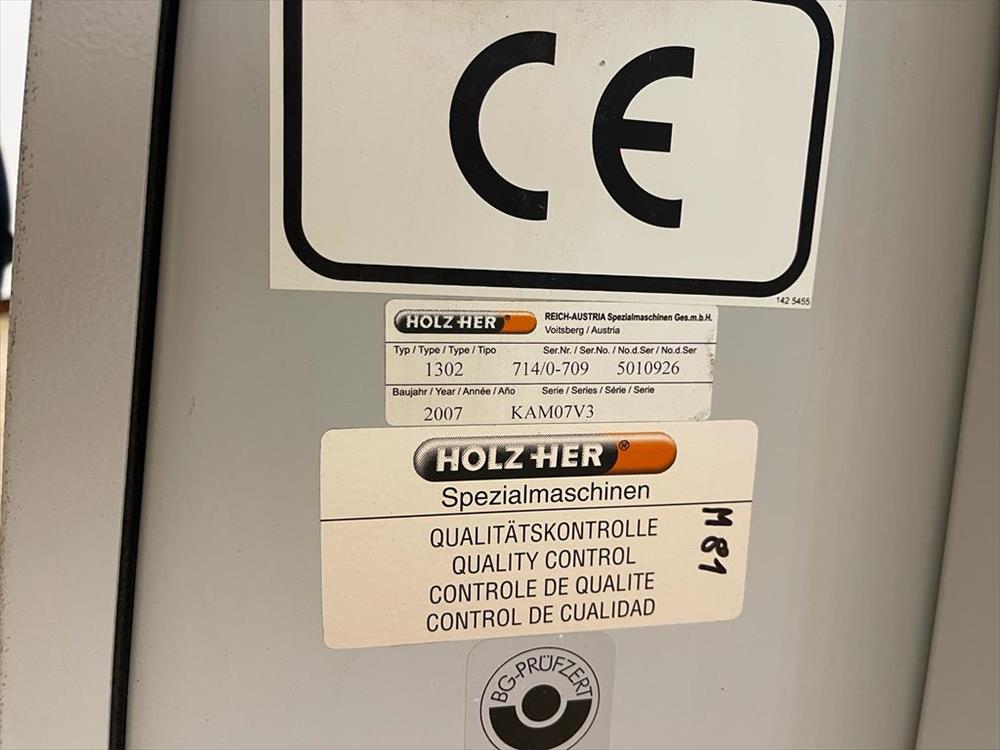 CE
142 5455
HOLZ-HER REICH-AUSTRIA Spezialmaschinen Ges.m.b.H.
Voitsberg / Austria
Typ / Type / Type / Tipo Ser.Nr. / Ser.No. / No.d.Ser / No.d.Ser
1302 714/0-709 5010926
Baujahr / Year / Année / Año Serie / Series / Série / Serie
2007 KAM07V3
HOLZ-HER®
Spezialmaschinen
QUALITÄTSKONTROLLE
QUALITY CONTROL
CONTROLE DE QUALITE
CONTROL DE CUALIDAD
M 81
BG-PRÜFZERT